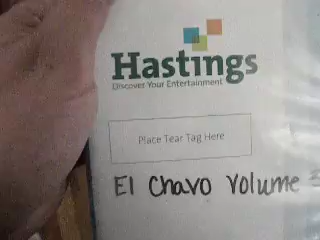 Hastings
Discover Your Entertainment
Place Tear Tag Here
El Chavo Volume